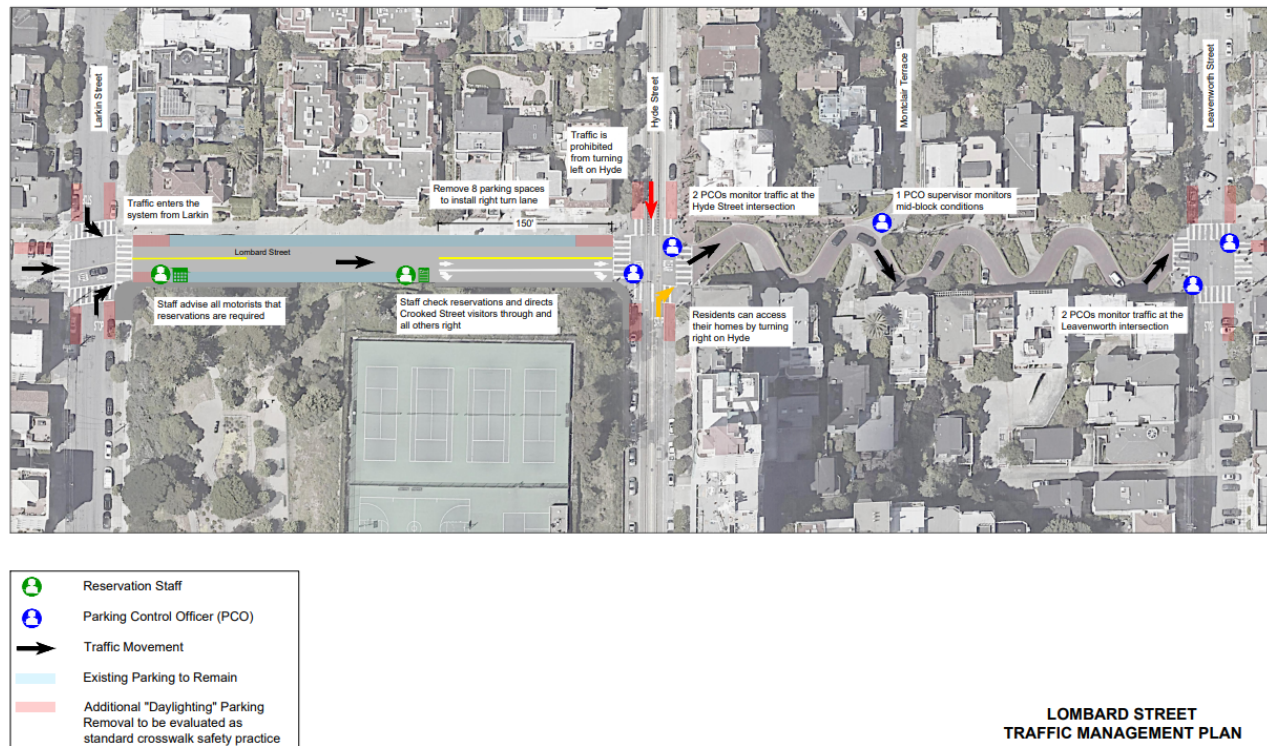 Larkin Street
Hyde Street
Montclair Terrace
Leavenworth Street
Traffic enters the
system from Larkin
Remove 8 parking spaces
to install right turn lane
Traffic is
prohibited
from turning
left on Hyde
2 PCOs monitor traffic at the
Hyde Street intersection
1 PCO supervisor monitors
mid-block conditions
150'
Lombard Street
Staff advise all motorists that
reservations are required
Staff check reservations and directs
Crooked Street visitors through and
all others right
Residents can access
their homes by turning
right on Hyde
2 PCOs monitor traffic at the
Leavenworth intersection
Reservation Staff
Parking Control Officer (PCO)
Traffic Movement
Existing Parking to Remain
Additional "Daylighting" Parking
Removal to be evaluated as
standard crosswalk safety practice
LOMBARD STREET
TRAFFIC MANAGEMENT PLAN